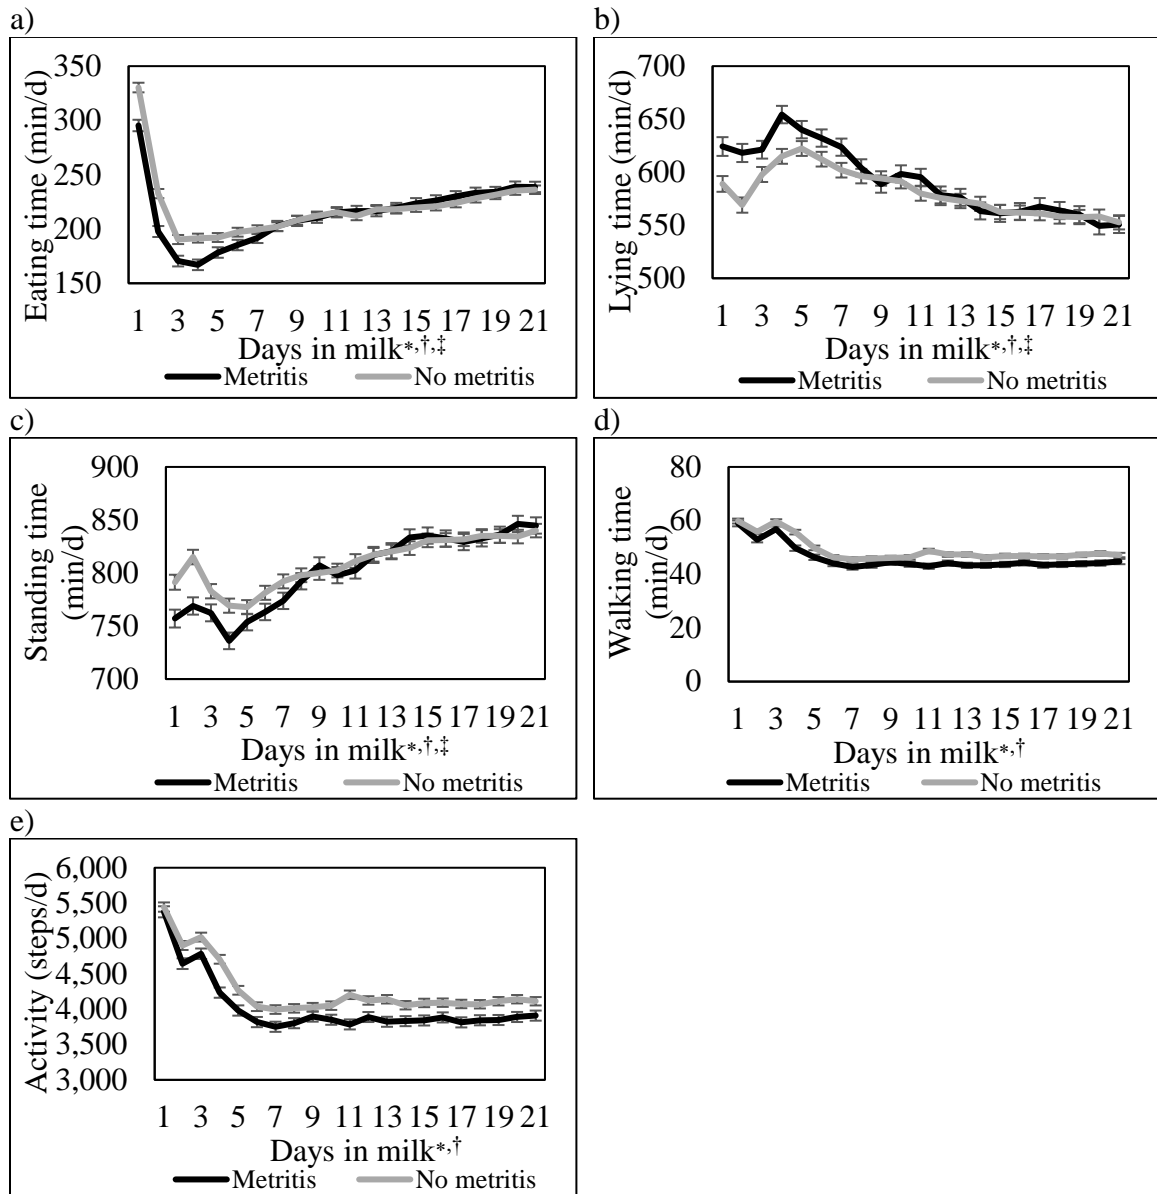 a)
Eating time (min/d)
350
300
250
200
150
1 3 5 7 9 11 13 15 17 19 21
Days in milk*,†,‡
Metritis No metritis
b)
Lying time (min/d)
700
650
600
550
500
1 3 5 7 9 11 13 15 17 19 21
Days in milk*,†,‡
Metritis No metritis
c)
Standing time
(min/d)
900
850
800
750
700
1 3 5 7 9 11 13 15 17 19 21
Days in milk*,†,‡
Metritis No metritis
d)
Walking time
(min/d)
80
60
40
20
0
1 3 5 7 9 11 13 15 17 19 21
Days in milk*,†
Metritis No metritis
e)
Activity (steps/d)
6,000
5,500
5,000
4,500
4,000
3,500
3,000
1 3 5 7 9 11 13 15 17 19 21
Days in milk*,†
Metritis No metritis